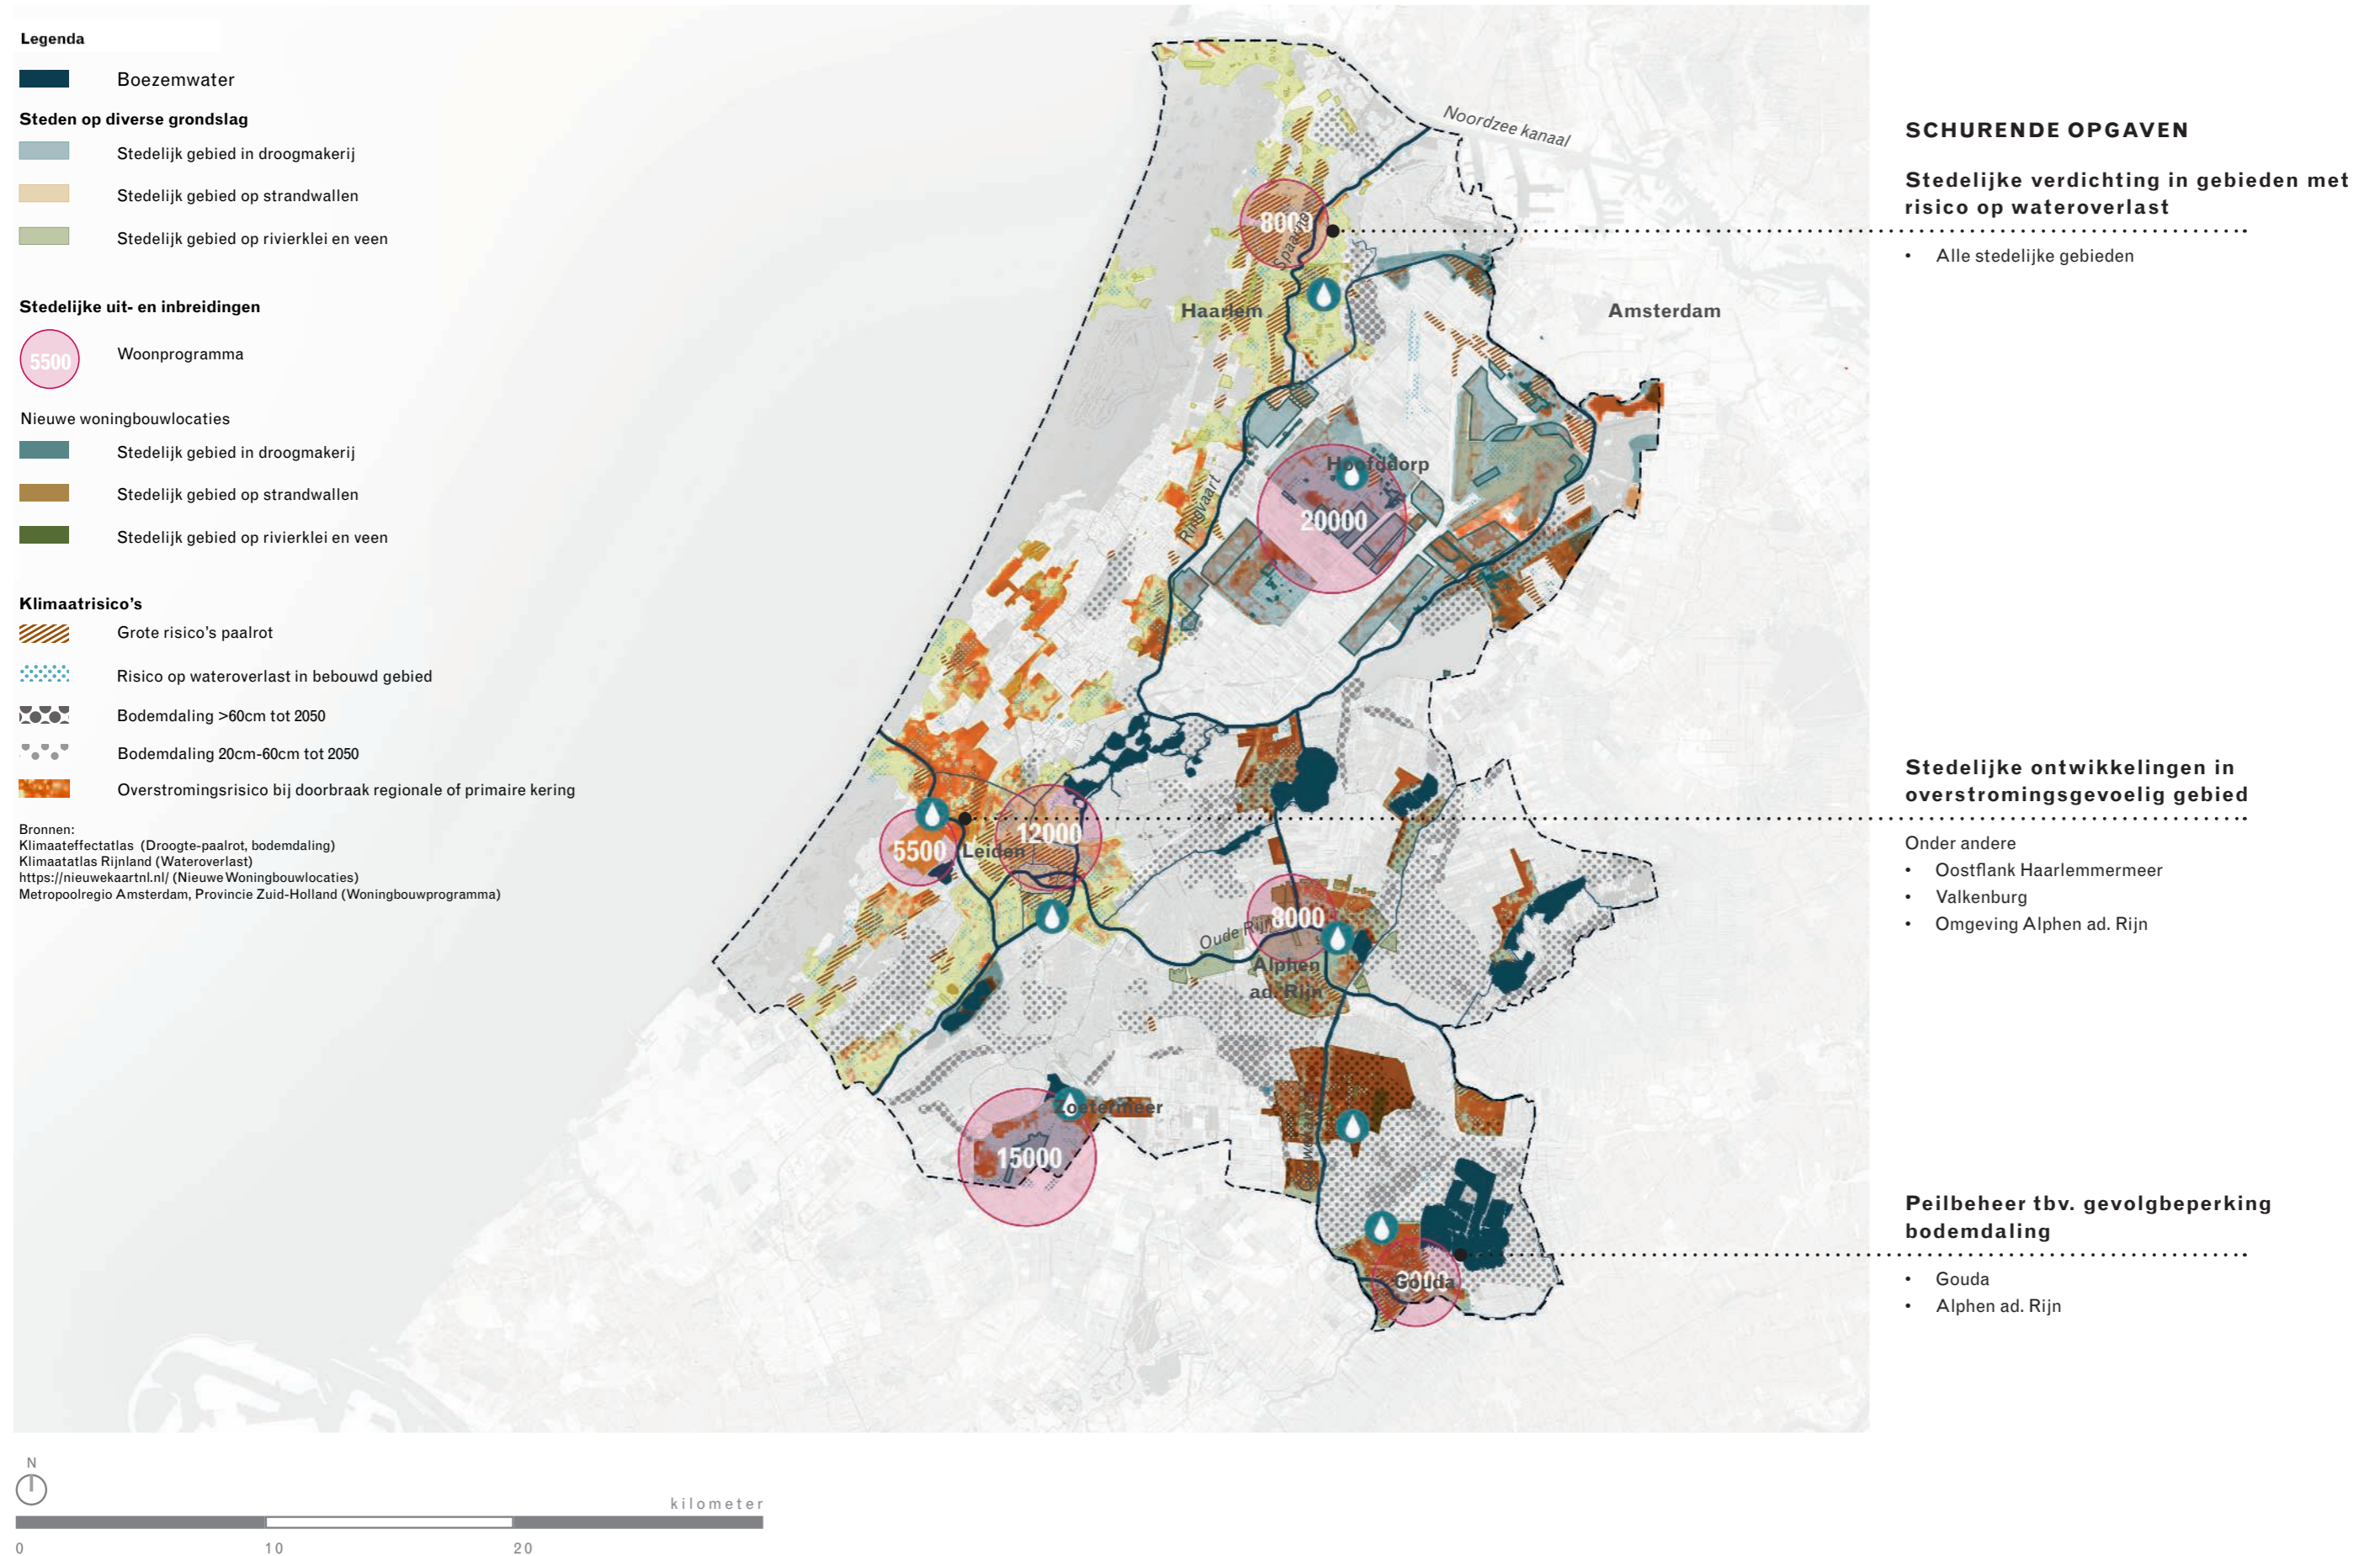 Legenda
Boezemwater
Steden op diverse grondslag
Stedelijk gebied in droogmakerij
Stedelijk gebied op strandwallen
Stedelijk gebied op rivierklei en veen
Stedelijke uit- en inbreidingen
5500
Woonprogramma
Nieuwe woningbouwlocaties
Stedelijk gebied in droogmakerij
Stedelijk gebied op strandwallen
Stedelijk gebied op rivierklei en veen
Klimaatrisico's
Grote risico's paalrot
Risico op wateroverlast in bebouwd gebied
Bodemdaling >60cm tot 2050
Bodemdaling 20cm-60cm tot 2050
Overstromingsrisico bij doorbraak regionale of primaire kering
Bronnen:
Klimaateffectatlas (Droogte-paalrot, bodemdaling)
Klimaatatlas Rijnland (Wateroverlast)
https://nieuwekaartnl.nl/ (Nieuwe Woningbouwlocaties)
Metropoolregio Amsterdam, Provincie Zuid-Holland (Woningbouwprogramma)
Noordzee kanaal
8000
Spaarne
Haarlem
Amsterdam
Hoofddorp
20000
Ringvaart
12000
5500
Leiden
8000
Oude Rijn
Alphen
ad. Rijn
Zoetermeer
15000
Gouda
SCHURENDE OPGAVEN
Stedelijke verdichting in gebieden met
risico op wateroverlast
• Alle stedelijke gebieden
Stedelijke ontwikkelingen in
overstromingsgevoelig gebied
Onder andere
• Oostflank Haarlemmermeer
• Valkenburg
• Omgeving Alphen ad. Rijn
Peilbeheer tbv. gevolgbeperking
bodemdaling
• Gouda
• Alphen ad. Rijn
N
kilometer
0 10 20